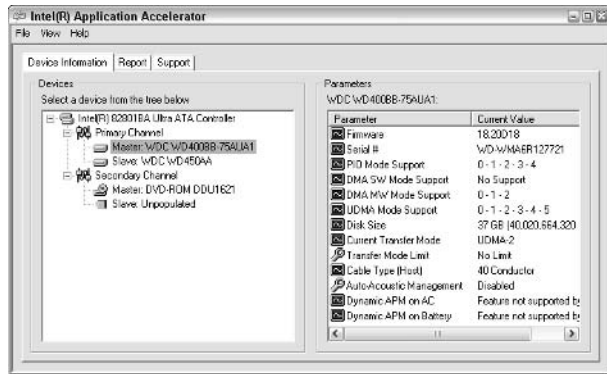 Intel(R) Application Accelerator
File View Help
Device Information Report Support
Devices
Select a device from the tree below
Intel(R) 82801BA Ultra ATA Controller
Primary Channel
Master: WDC WD400BB-75AUA1
Slave: WDC WD450AA
Secondary Channel
Master: DVD-ROM DDU1621
Slave: Unpopulated
Parameters
WDC WD400BB-75AUA1:
Parameter Current Value
Firmware 18.20D18
Serial # WD-WMA6R127721
PIO Mode Support 0 - 1 - 2 - 3 - 4
DMA SW Mode Support No Support
DMA MW Mode Support 0 - 1 - 2
UDMA Mode Support 0 - 1 - 2 - 3 - 4 - 5
Disk Size 37 GB (40,020,664,320
Current Transfer Mode UDMA-2
Transfer Mode Limit No Limit
Cable Type (Host) 40 Conductor
Auto-Acoustic Management Disabled
Dynamic APM on AC Feature not supported by
Dynamic APM on Battery Feature not supported by